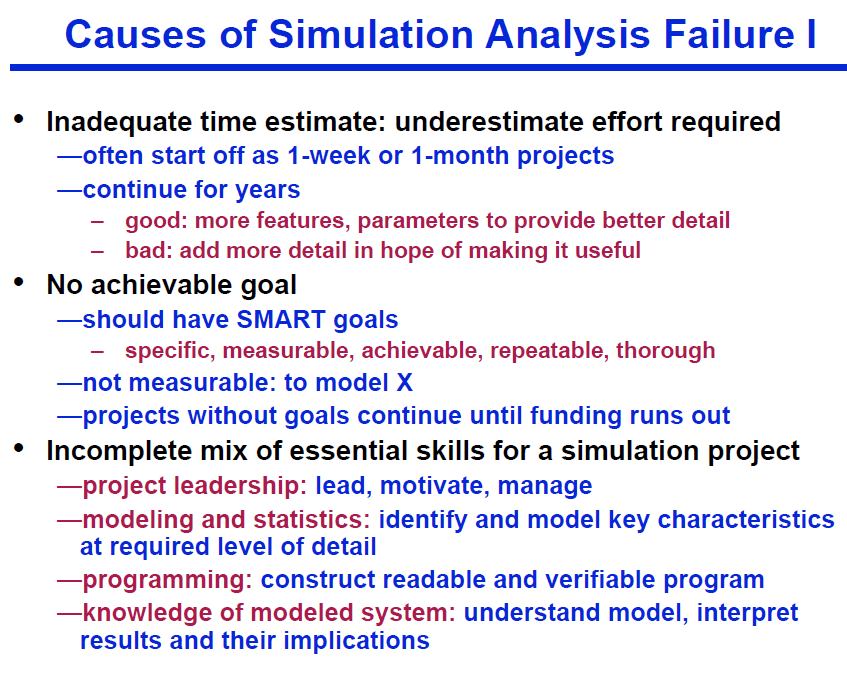 Causes of Simulation Analysis Failure I
• Inadequate time estimate: underestimate effort required
—often start off as 1-week or 1-month projects
—continue for years
– good: more features, parameters to provide better detail
– bad: add more detail in hope of making it useful
• No achievable goal
—should have SMART goals
– specific, measurable, achievable, repeatable, thorough
—not measurable: to model X
—projects without goals continue until funding runs out
• Incomplete mix of essential skills for a simulation project
—project leadership: lead, motivate, manage
—modeling and statistics: identify and model key characteristics
at required level of detail
—programming: construct readable and verifiable program
—knowledge of modeled system: understand model, interpret
results and their implications